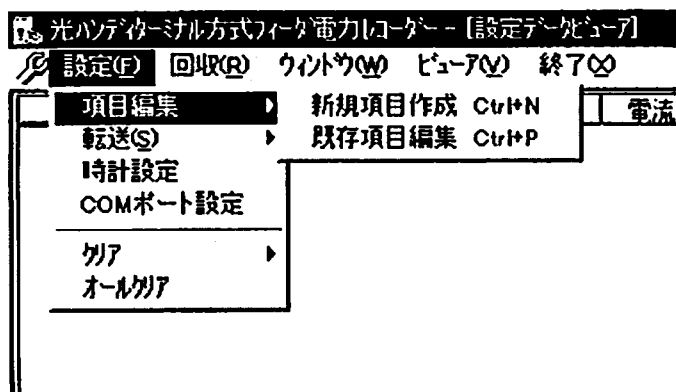 光ハンディターミナル方式フィーダ電力レコーダー - [設定データビューア]
設定(F) 回収(R) ウィンドウ(W) ビューア(V) 終了(X)
項目編集 新規項目作成 Ctrl+N 電流
転送(S) 既存項目編集 Ctrl+P
時計設定
COMポート設定
クリア
オールクリア